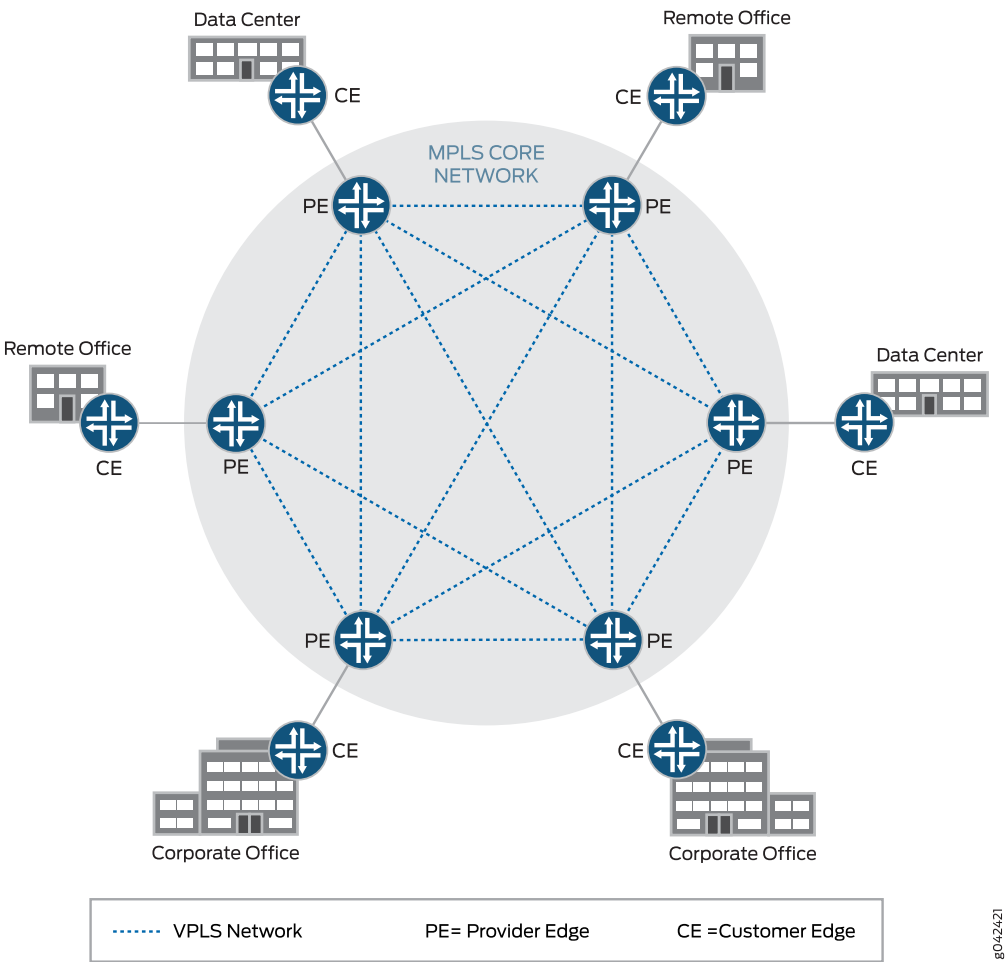 Data Center
Remote Office
CE
CE
MPLS CORE
NETWORK
PE
PE
Remote Office
Data Center
CE
PE
PE
CE
PE
PE
CE
CE
Corporate Office
Corporate Office
VPLS Network
PE= Provider Edge
CE =Customer Edge
g042421